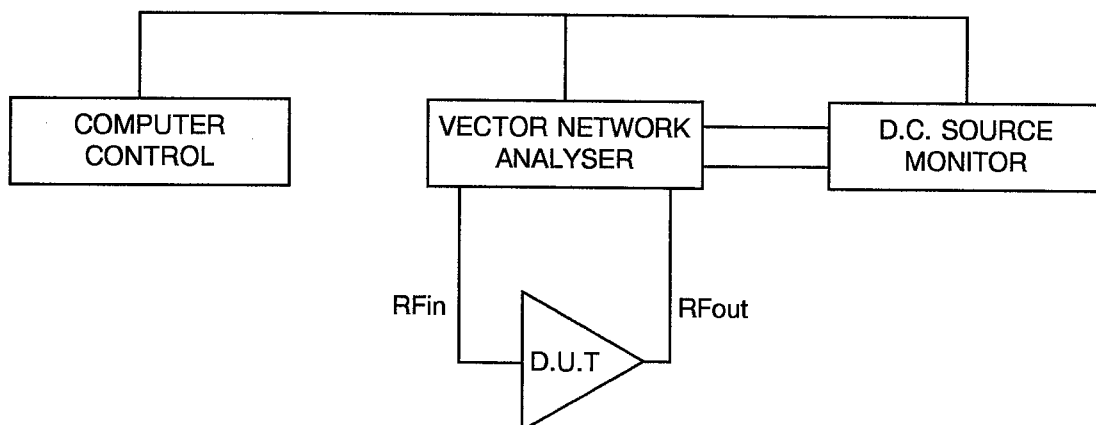 COMPUTER
CONTROL
VECTOR NETWORK
ANALYSER
D.C. SOURCE
MONITOR
RFin
RFout
D.U.T